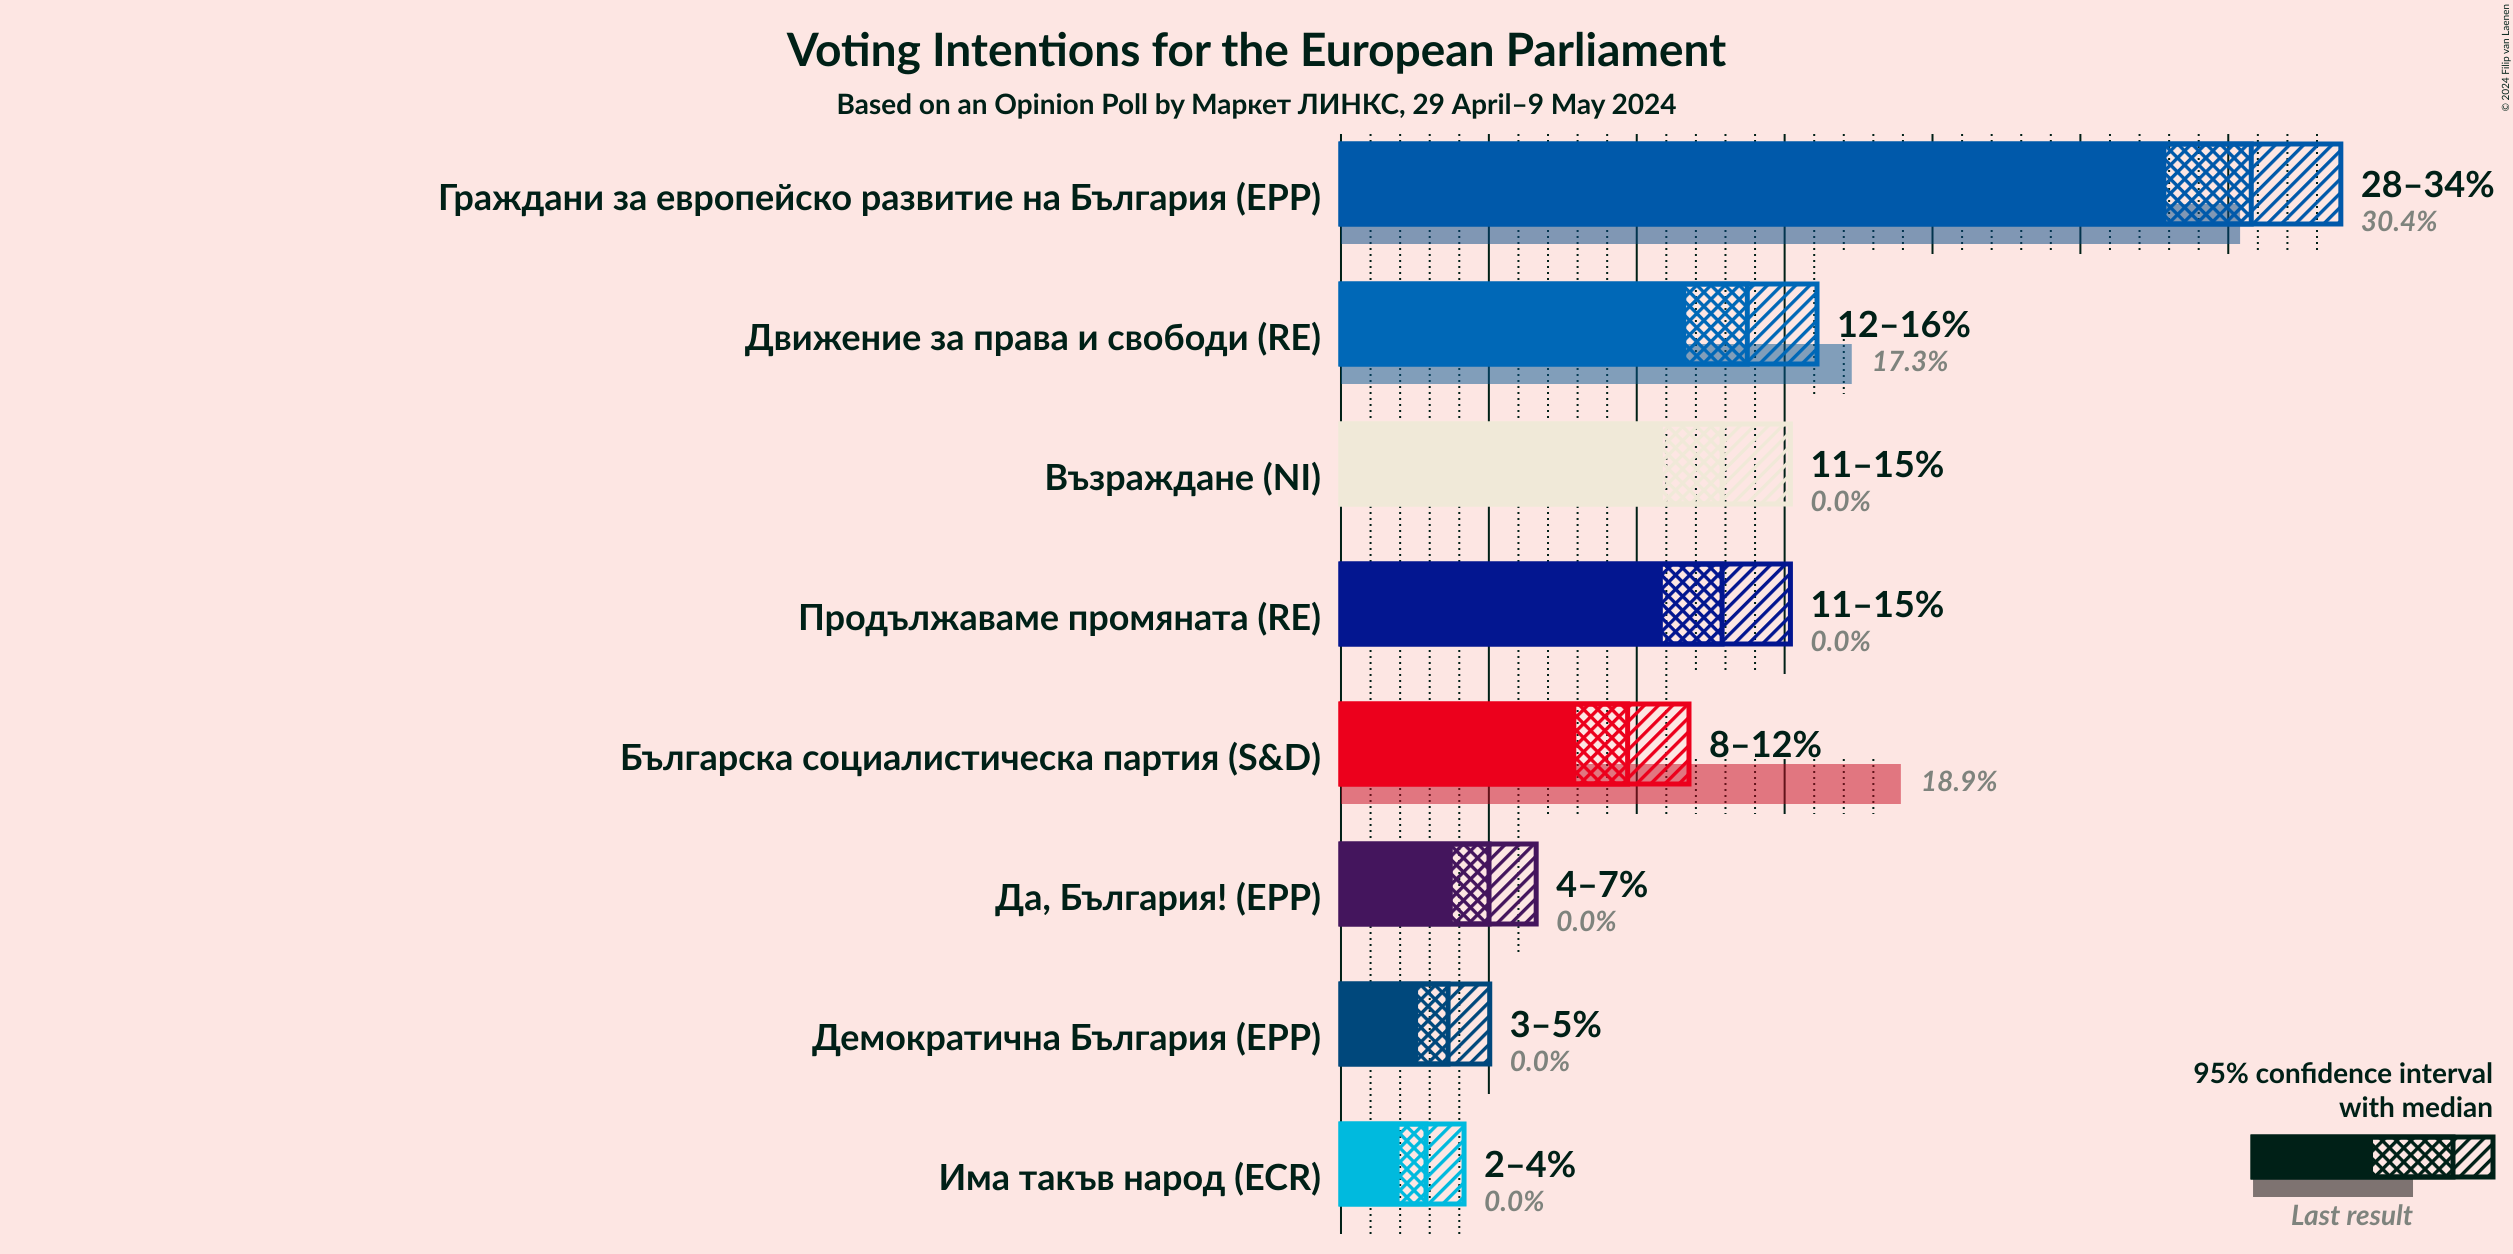 Voting Intentions for the European Parliament
Based on an Opinion Poll by Маркет ЛИНКС, 29 April–9 May 2024
© 2024 Filip van Laenen
Граждани за европейско развитие на България (EPP)
28–34%
30.4%
Движение за права и свободи (RE)
12–16%
17.3%
Възраждане (NI)
11–15%
0.0%
Продължаваме промяната (RE)
11–15%
0.0%
Българска социалистическа партия (S&D)
8–12%
18.9%
Да, България! (EPP)
4–7%
0.0%
Демократична България (EPP)
3–5%
0.0%
Има такъв народ (ECR)
2–4%
0.0%
95% confidence interval
with median
Last result